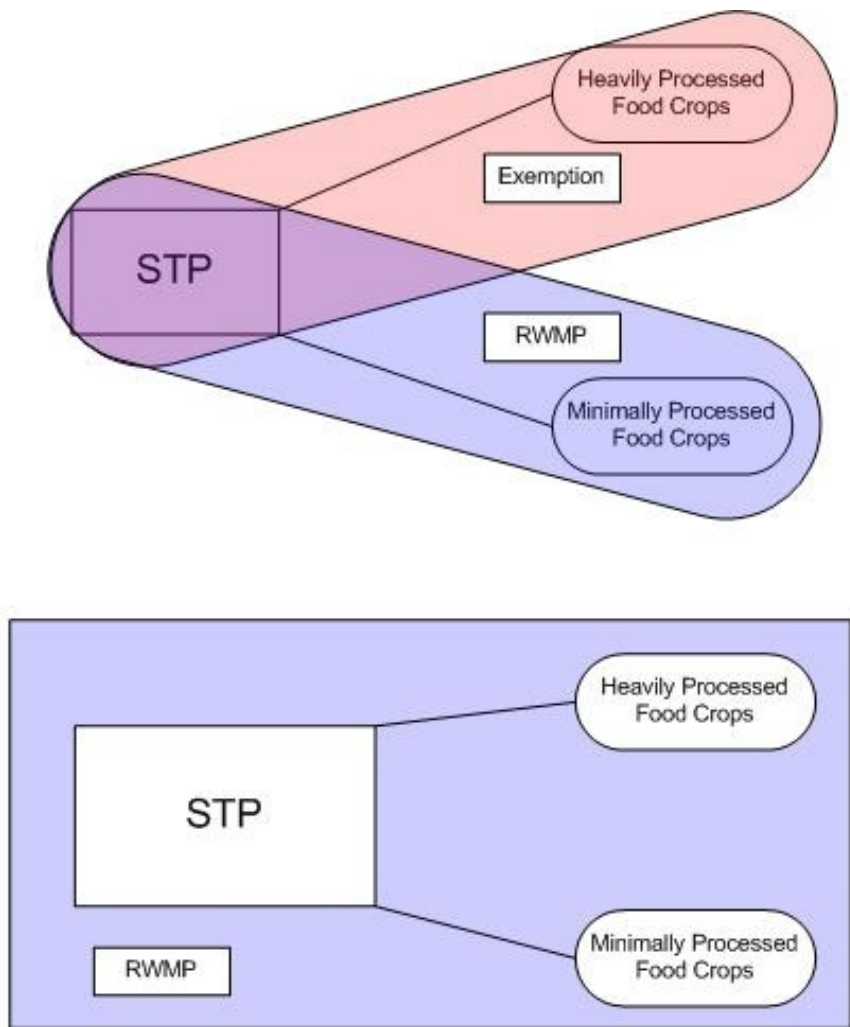 Heavily Processed
Food Crops
Exemption
STP
RWMP
Minimally Processed
Food Crops
Heavily Processed
Food Crops
STP
Minimally Processed
Food Crops
RWMP